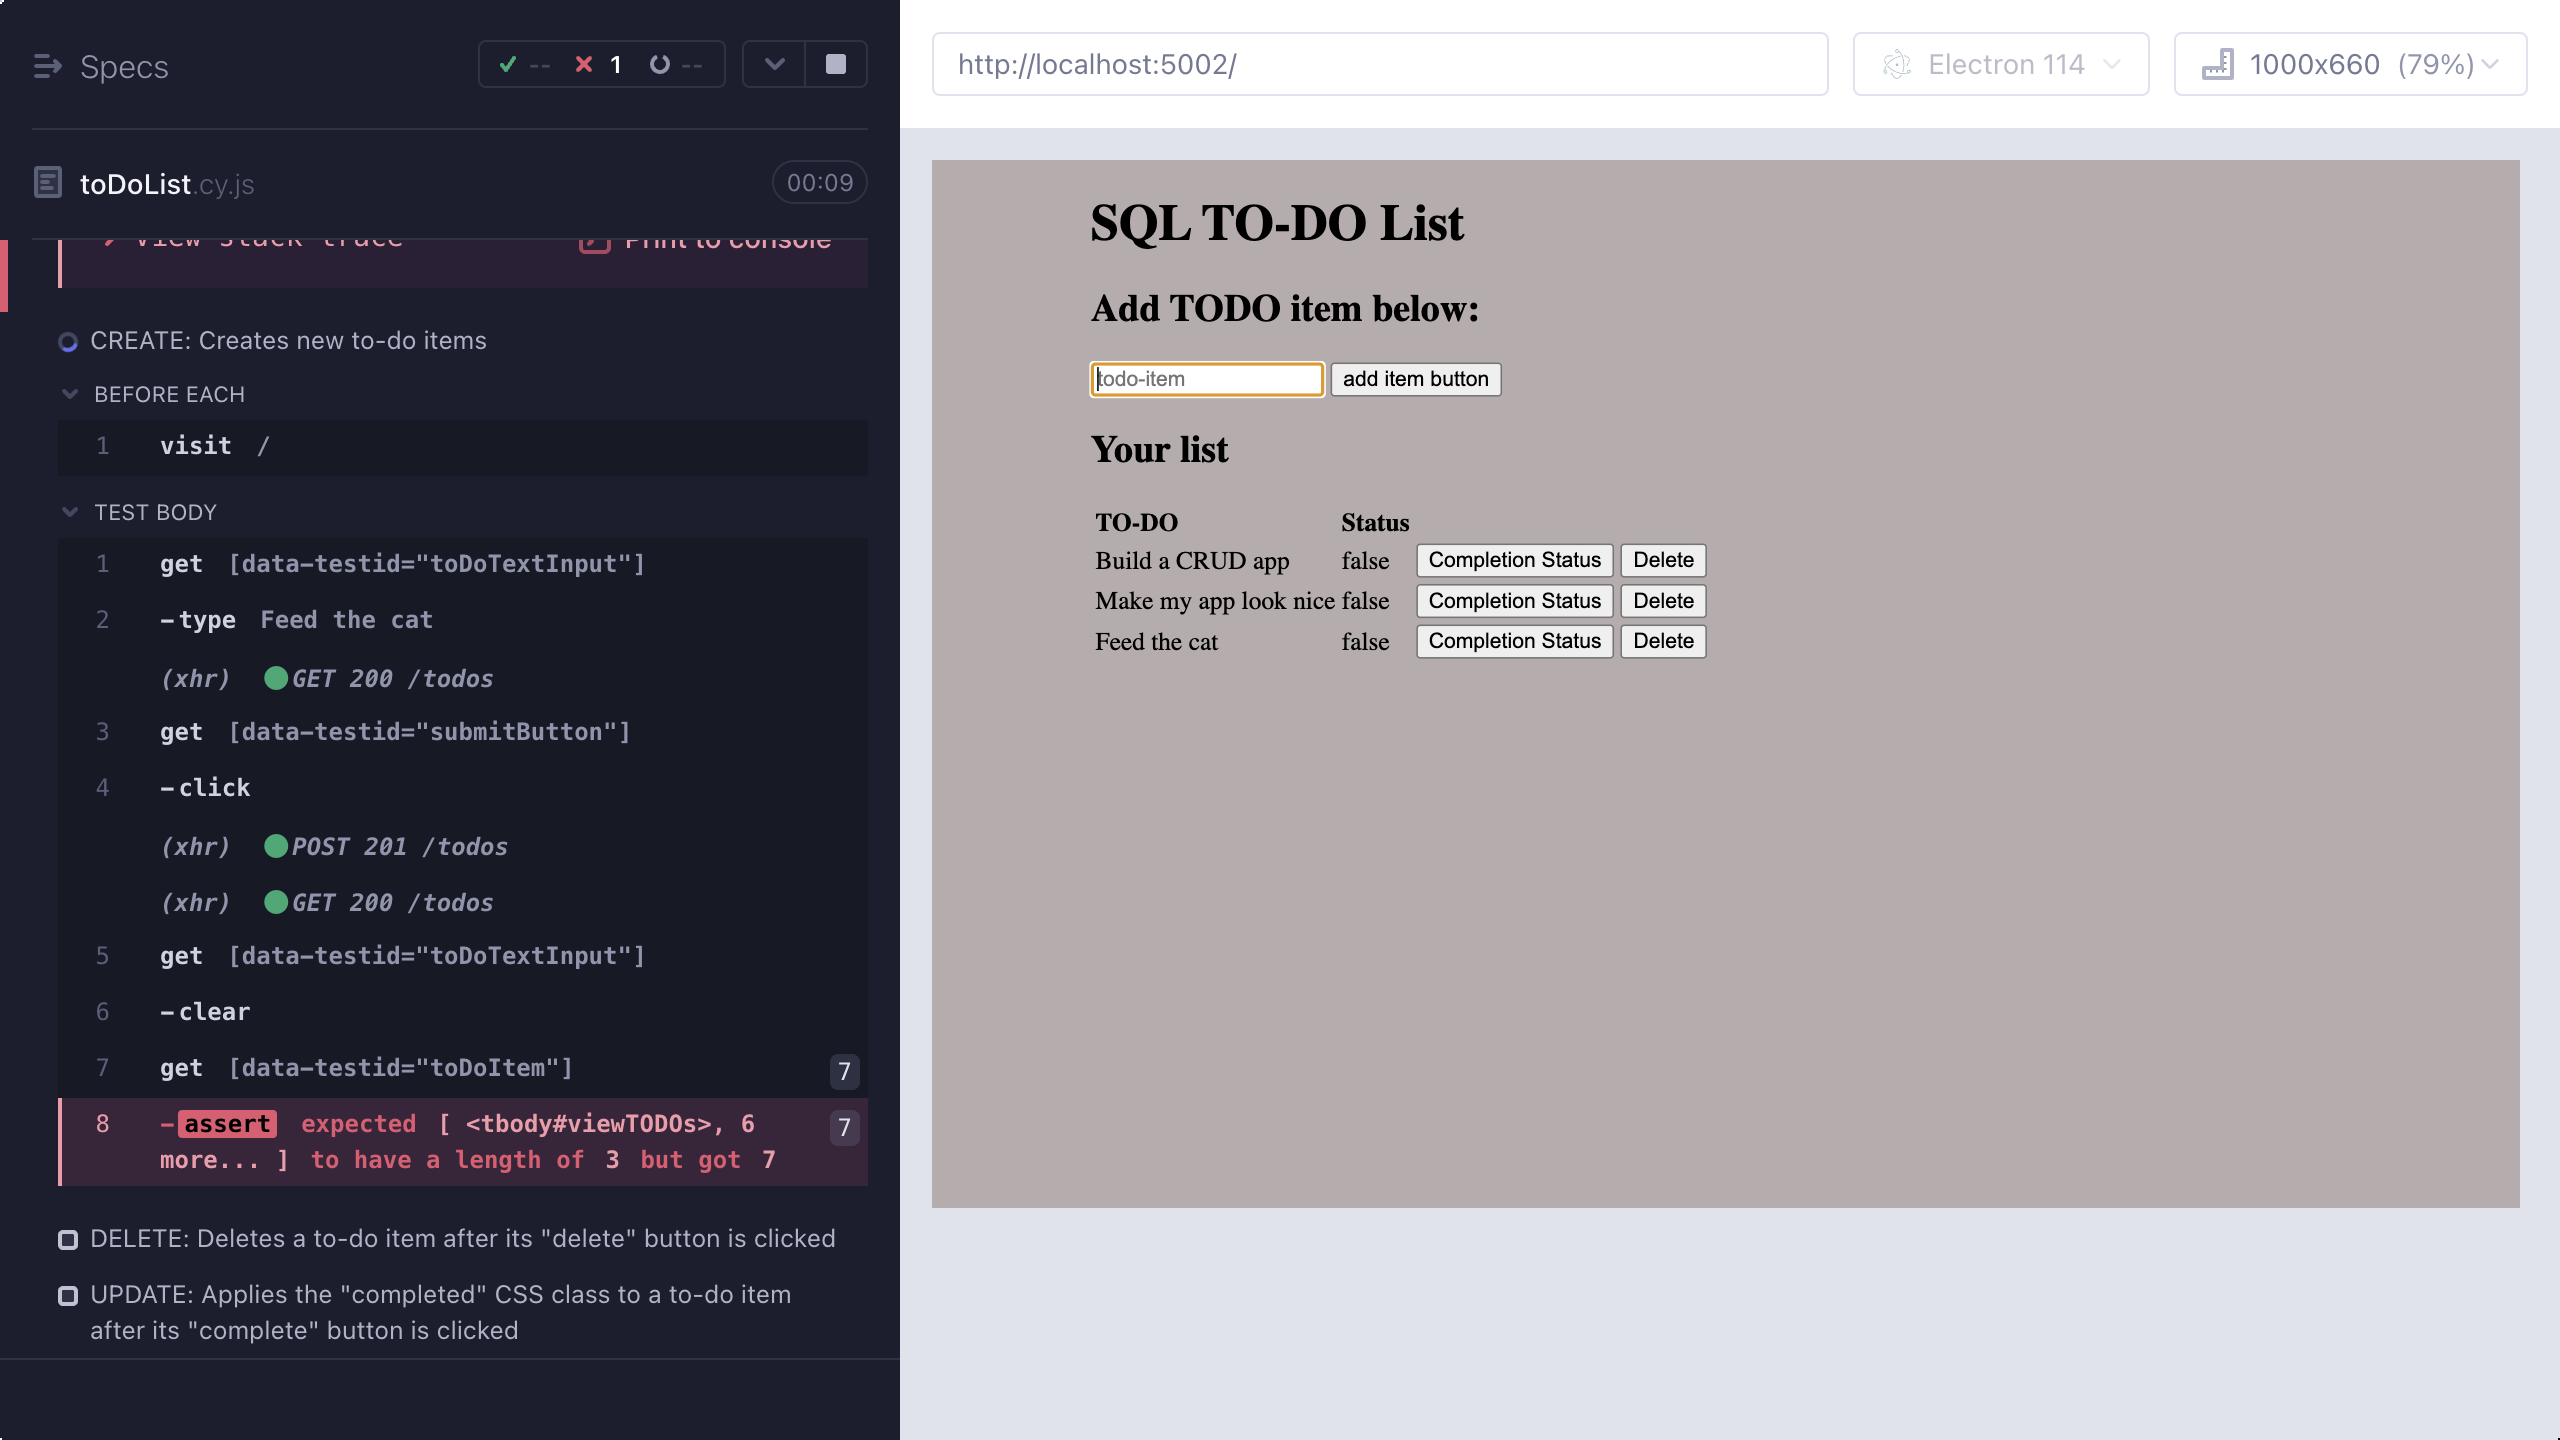 Specs
-- 1 --
toDoList.cy.js
00:09
View stack trace
Print to console
CREATE: Creates new to-do items
BEFORE EACH
1 visit /
TEST BODY
1 get [data-testid="toDoTextInput"]
2 -type Feed the cat
(xhr) GET 200 /todos
3 get [data-testid="submitButton"]
4 -click
(xhr) POST 201 /todos
(xhr) GET 200 /todos
5 get [data-testid="toDoTextInput"]
6 -clear
7 get [data-testid="toDoItem"] 7
8 -assert expected [ <tbody#viewTODOs>, 6 7
more... ] to have a length of 3 but got 7
DELETE: Deletes a to-do item after its "delete" button is clicked
UPDATE: Applies the "completed" CSS class to a to-do item
after its "complete" button is clicked
http://localhost:5002/
Electron 114
1000x660 (79%)
SQL TO-DO List
Add TODO item below:
todo-item add item button
Your list
TO-DO Status
Build a CRUD app false Completion Status Delete
Make my app look nice false Completion Status Delete
Feed the cat false Completion Status Delete